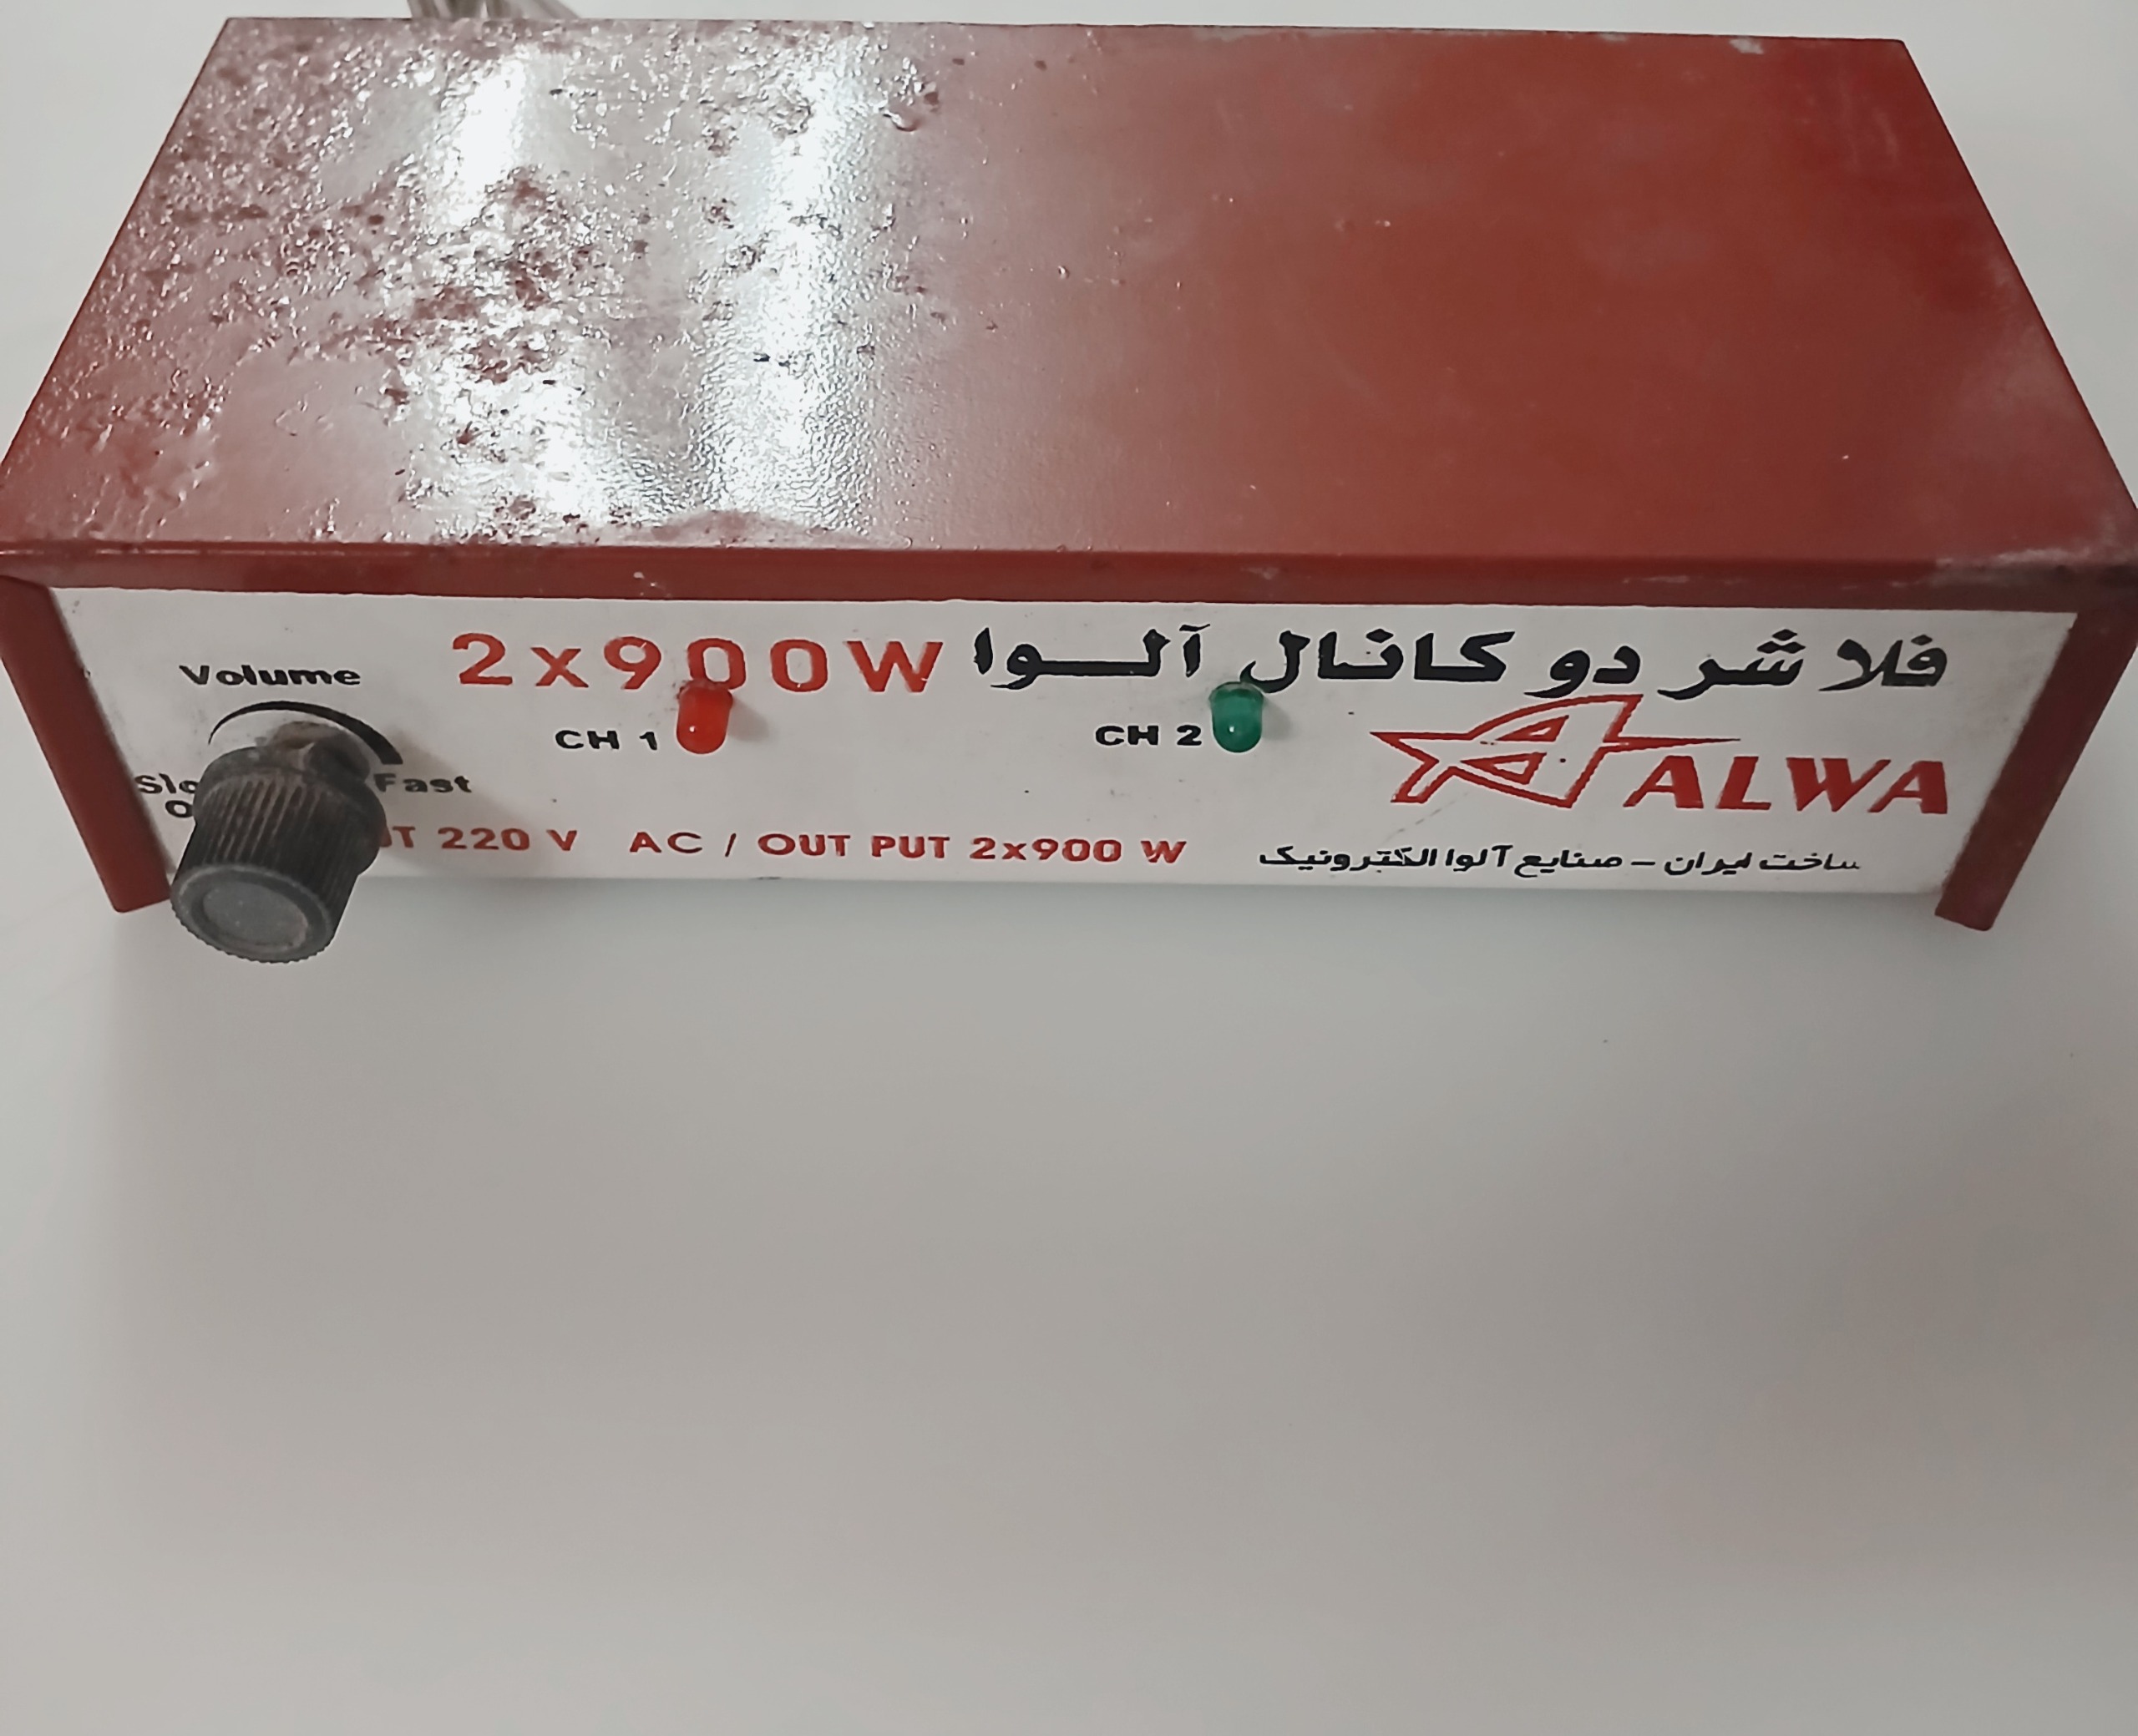 فلاشر دو کانال آلوا 2x900W
Volume
CH 1
CH 2
ALWA
Fast
220 V AC / OUT PUT 2x900 W
ساخت ایران - صنایع آلوا الکترونیک